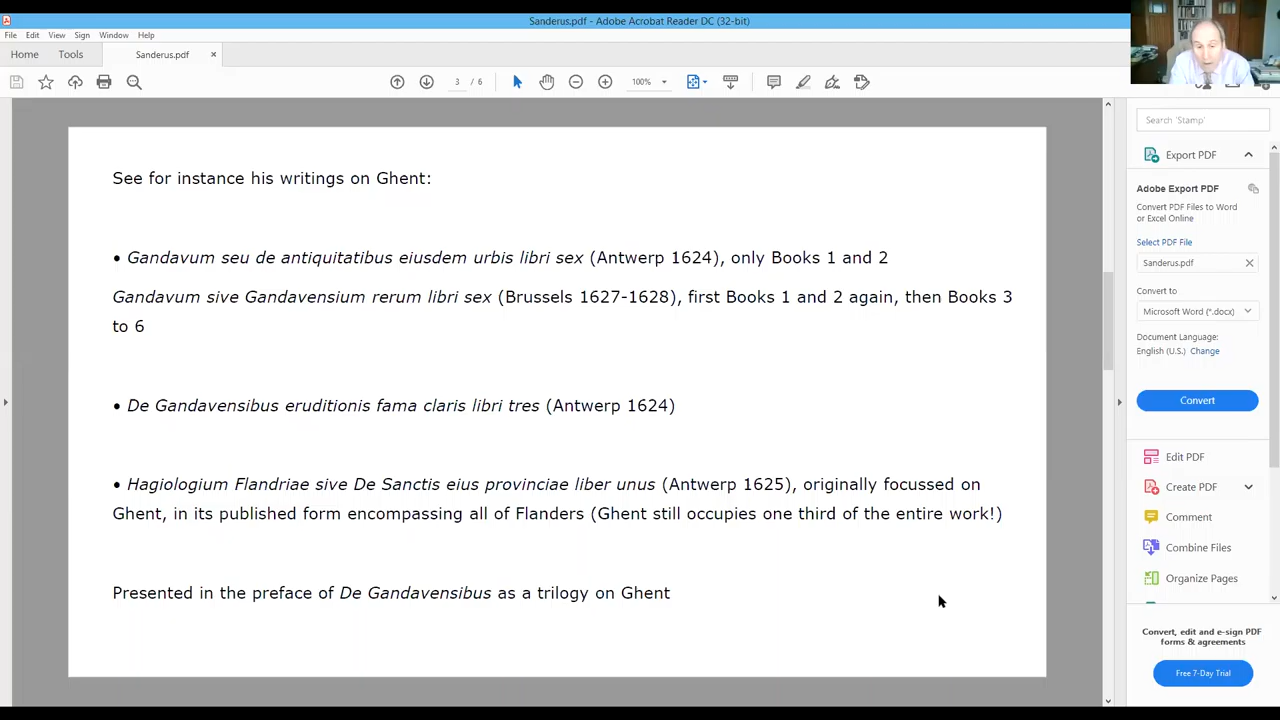 Sanderus.pdf - Adobe Acrobat Reader DC (32-bit)
File Edit View Sign Window Help
Home Tools Sanderus.pdf ×
3 / 6 100%
See for instance his writings on Ghent:
• Gandavum seu de antiquitatibus eiusdem urbis libri sex (Antwerp 1624), only Books 1 and 2
Gandavum sive Gandavensium rerum libri sex (Brussels 1627-1628), first Books 1 and 2 again, then Books 3
to 6
• De Gandavensibus eruditionis fama claris libri tres (Antwerp 1624)
• Hagiologium Flandriae sive De Sanctis eius provinciae liber unus (Antwerp 1625), originally focussed on
Ghent, in its published form encompassing all of Flanders (Ghent still occupies one third of the entire work!)
Presented in the preface of De Gandavensibus as a trilogy on Ghent
Search 'Stamp'
Export PDF
Adobe Export PDF
Convert PDF Files to Word
or Excel Online
Select PDF File
Sanderus.pdf
Convert to
Microsoft Word (*.docx)
Document Language:
English (U.S.) Change
Convert
Edit PDF
Create PDF
Comment
Combine Files
Organize Pages
Convert, edit and e-sign PDF
forms & agreements
Free 7-Day Trial